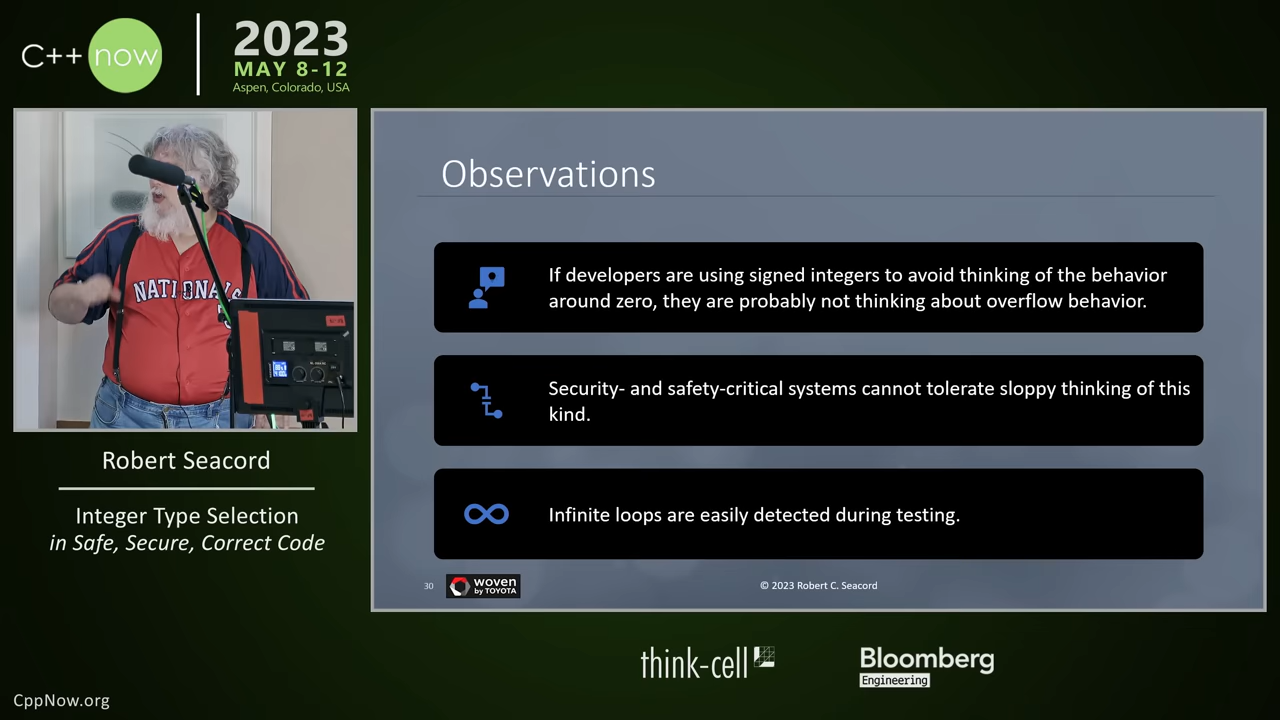 C++ now
2023
MAY 8-12
Aspen, Colorado, USA
NATIONALS
Robert Seacord
Integer Type Selection
in Safe, Secure, Correct Code
Observations
If developers are using signed integers to avoid thinking of the behavior
around zero, they are probably not thinking about overflow behavior.
Security- and safety-critical systems cannot tolerate sloppy thinking of this
kind.
Infinite loops are easily detected during testing.
30
woven
by TOYOTA
© 2023 Robert C. Seacord
think-cell
Bloomberg
Engineering
CppNow.org